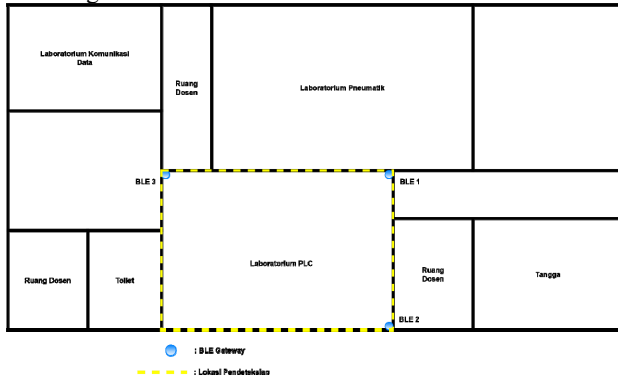 Laboratorium Komunikasi
Data
Ruang
Dosen
Laboratorium Pneumatik
BLE 3
BLE 1
Laboratorium PLC
Ruang Dosen
Toilet
Ruang
Dosen
Tangga
BLE 2
: BLE Gateway
: Lokasi Pendeteksian